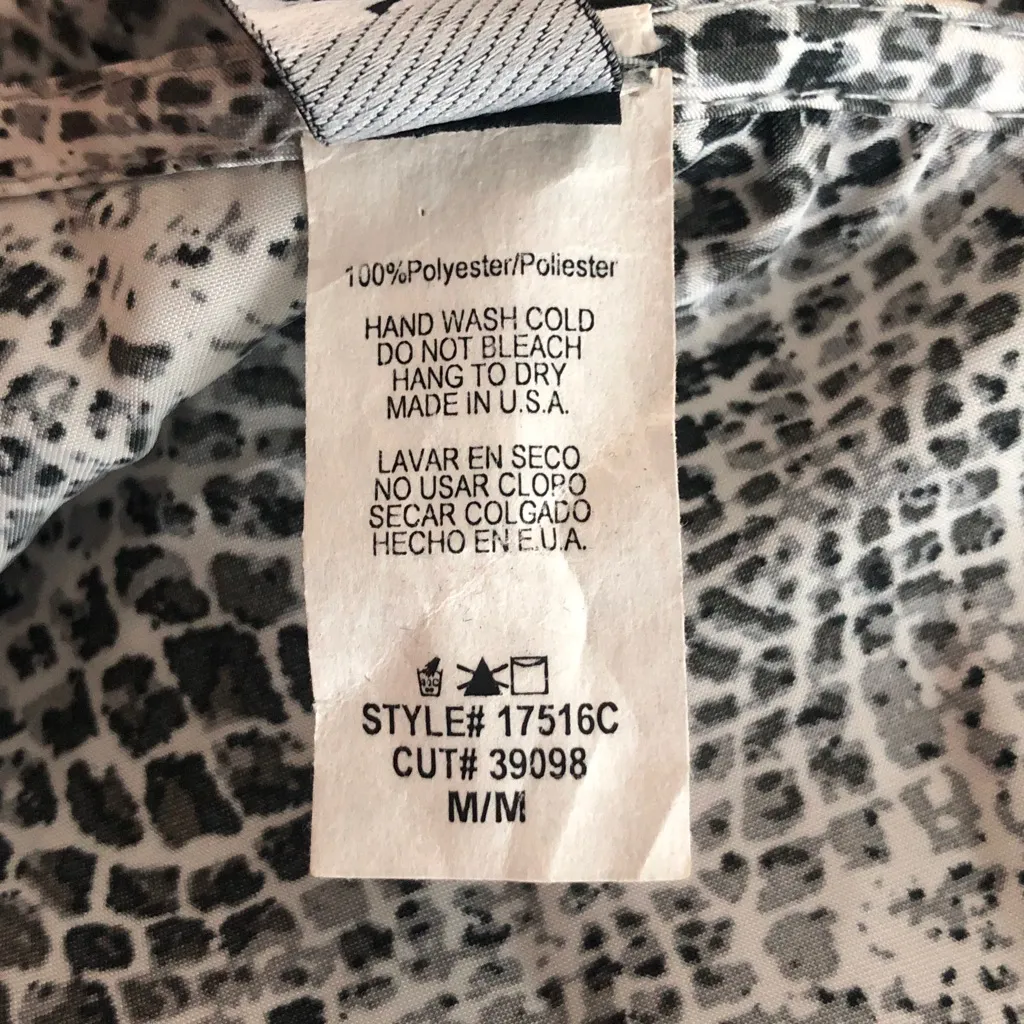 100%Polyester/Poliester
HAND WASH COLD
DO NOT BLEACH
HANG TO DRY
MADE IN U.S.A.
LAVAR EN SECO
NO USAR CLORO
SECAR COLGADO
HECHO EN E.U.A.
STYLE# 17516C
CUT# 39098
M/M